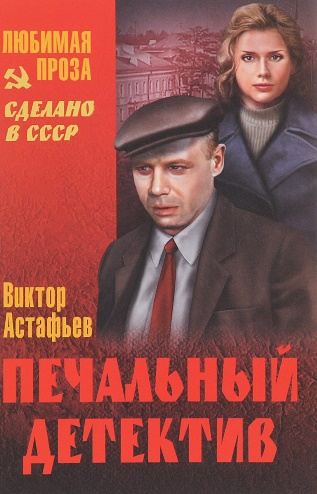 ЛЮБИМАЯ
ПРОЗА
СДЕЛАНО
В СССР
Виктор
Астафьев
ПЕЧАЛЬНЫЙ
ДЕТЕКТИВ